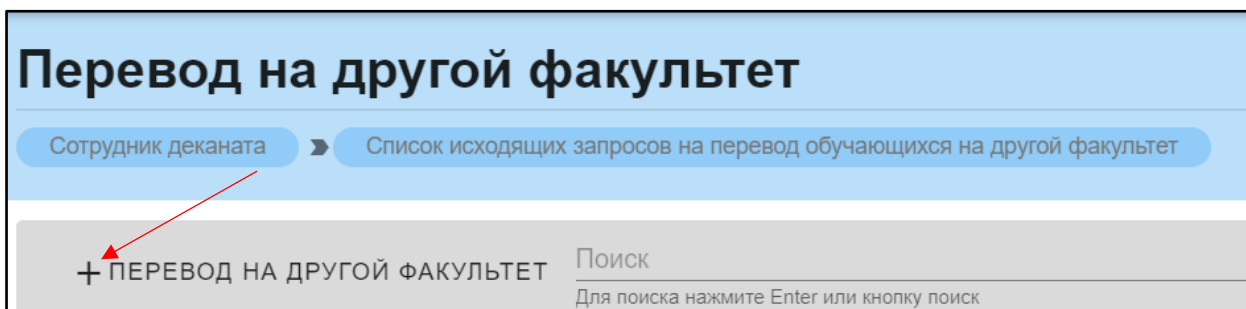 Перевод на другой факультет
Сотрудник деканата
Список исходящих запросов на перевод обучающихся на другой факультет
+ ПЕРЕВОД НА ДРУГОЙ ФАКУЛЬТЕТ
Поиск
Для поиска нажмите Enter или кнопку поиск